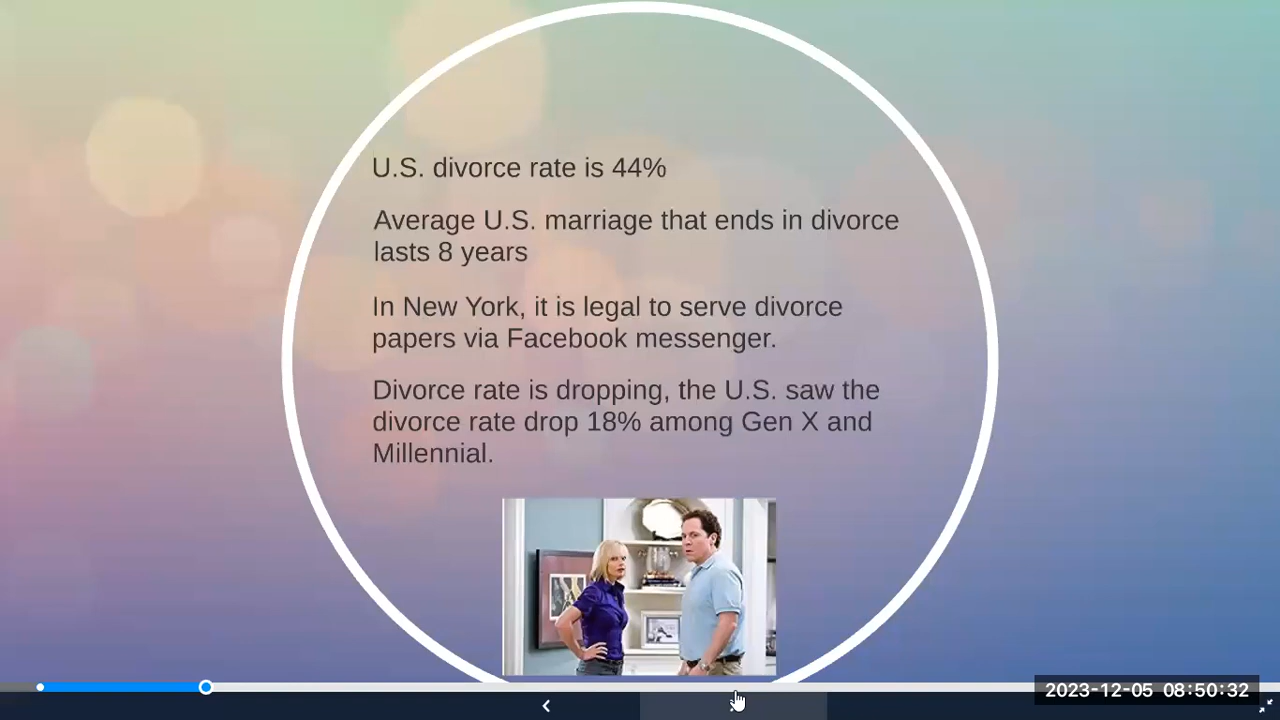 U.S. divorce rate is 44%
Average U.S. marriage that ends in divorce
lasts 8 years
In New York, it is legal to serve divorce
papers via Facebook messenger.
Divorce rate is dropping, the U.S. saw the
divorce rate drop 18% among Gen X and
Millennial.
2023-12-05 08:50:32